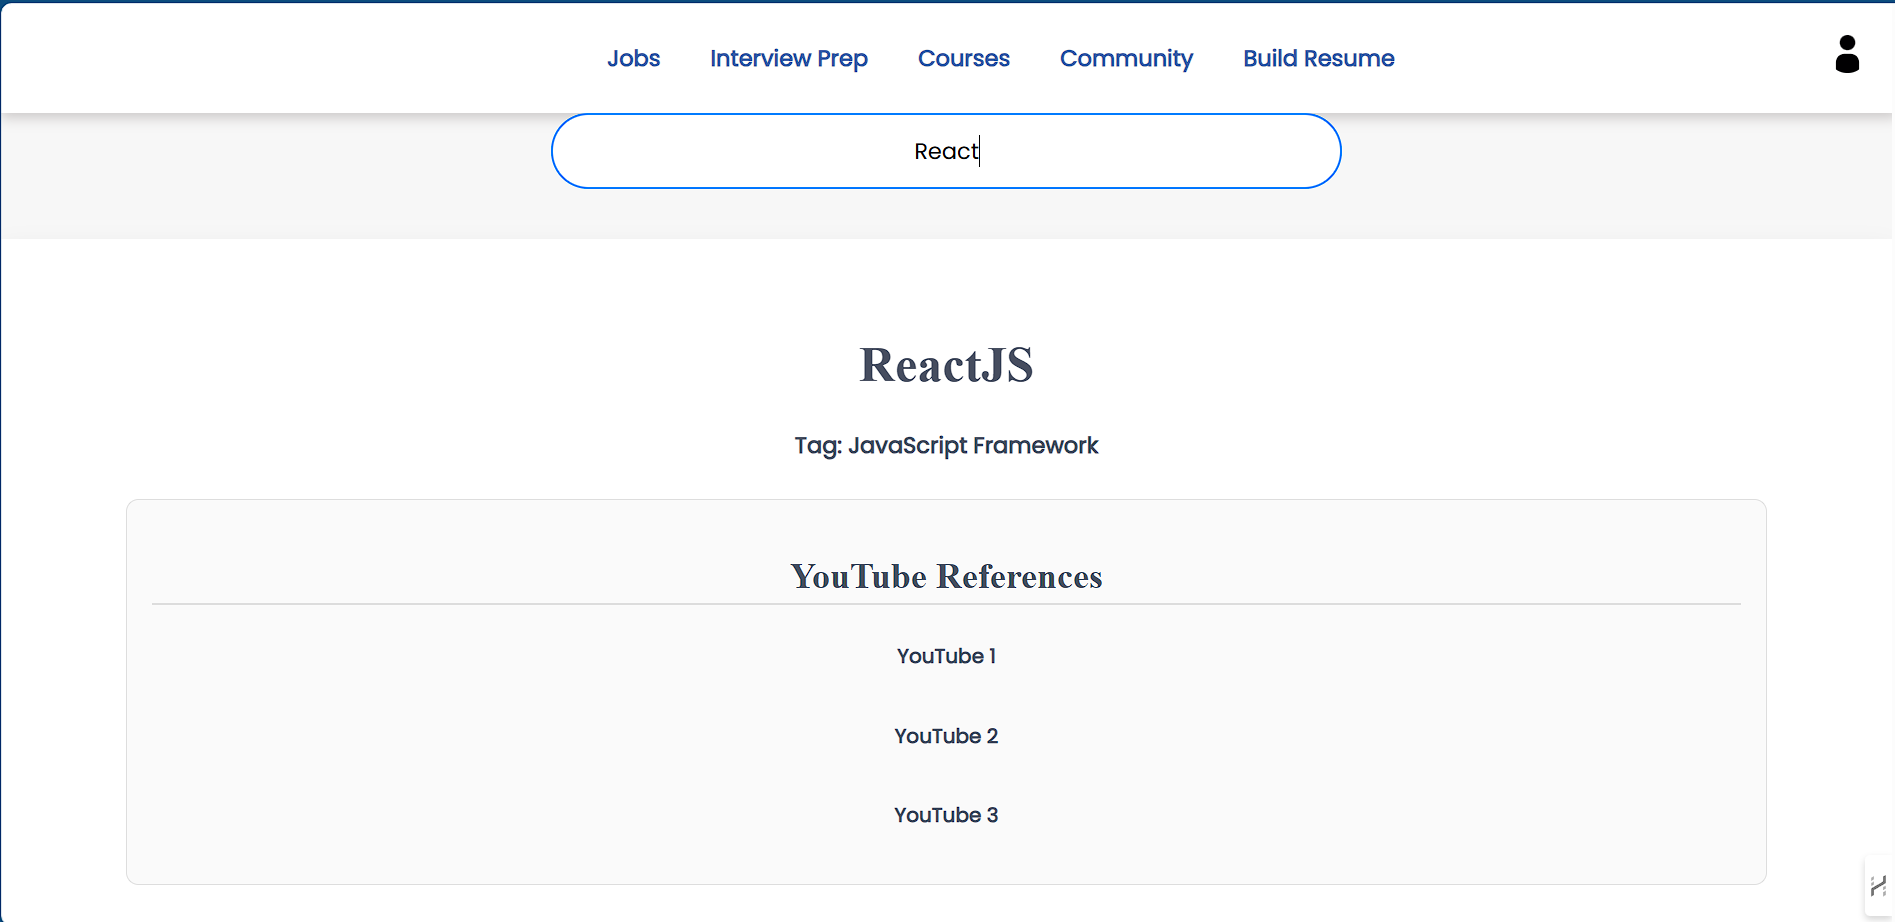 Jobs Interview Prep Courses Community Build Resume
React
ReactJS
Tag: JavaScript Framework
YouTube References
YouTube 1
YouTube 2
YouTube 3